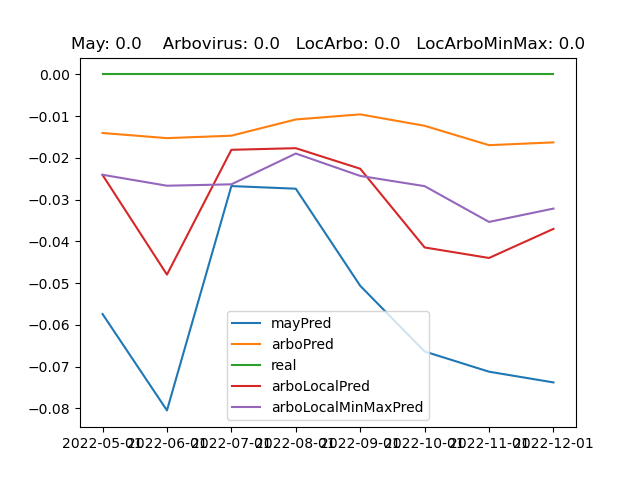 May: 0.0    Arbovirus: 0.0   LocArbo: 0.0   LocArboMinMax: 0.0
0.00
−0.01
−0.02
−0.03
−0.04
−0.05
−0.06
−0.07
−0.08
mayPred
arboPred
real
arboLocalPred
arboLocalMinMaxPred
2022-05-01 2022-06-01 2022-07-01 2022-08-01 2022-09-01 2022-10-01 2022-11-01 2022-12-01